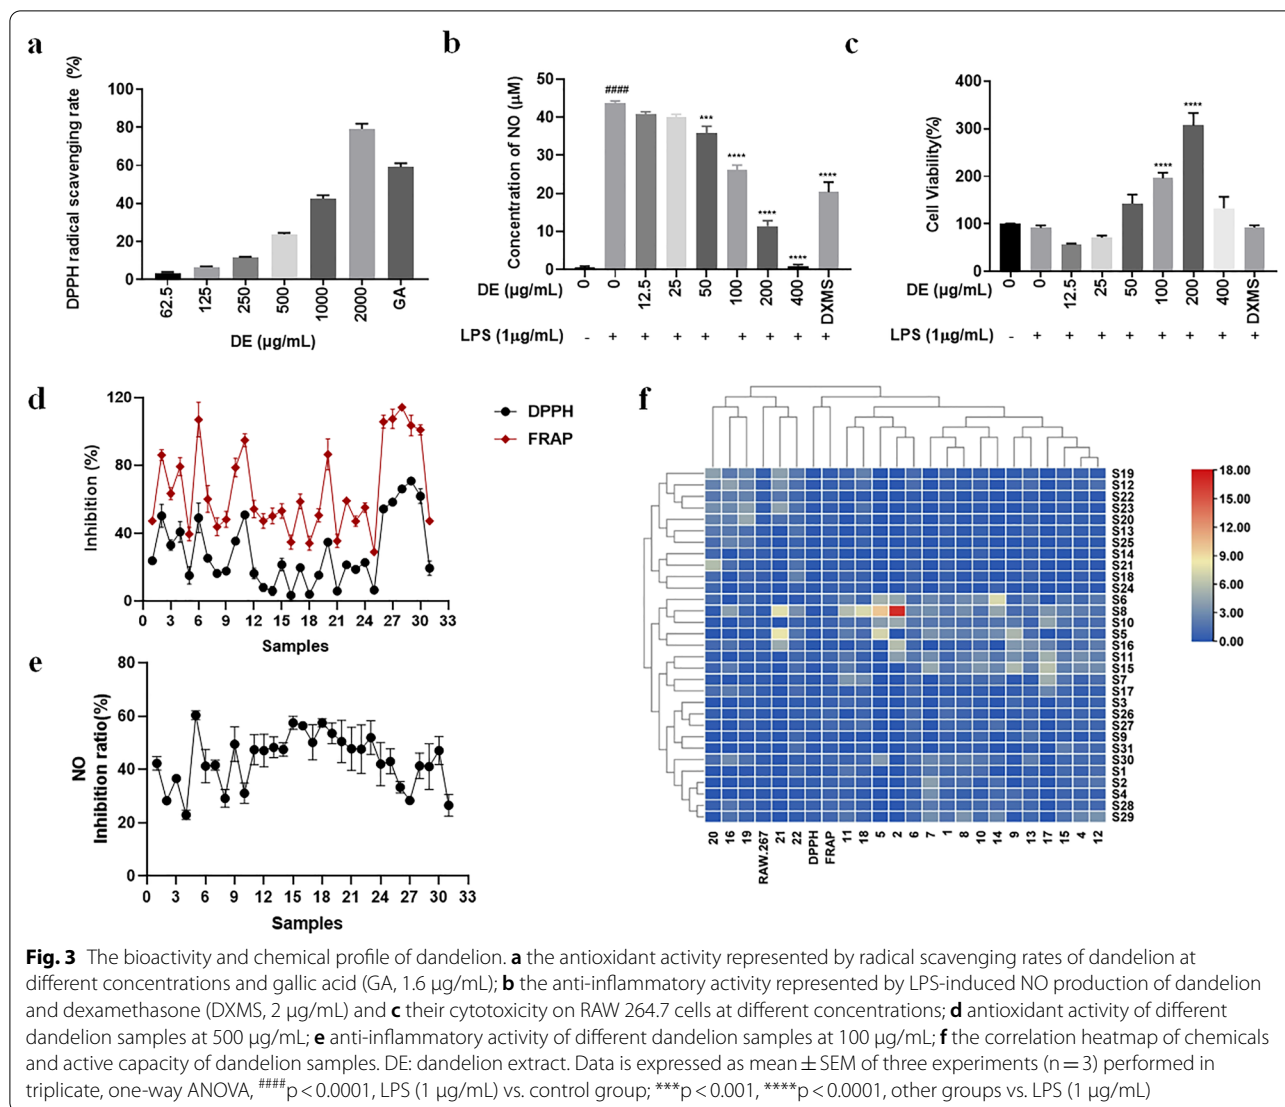 a
DPPH radical scavenging rate (%)
100
80
60
40
20
0
62.5 125 250 500 1000 2000 GA
DE (µg/mL)
b
Concentration of NO (µM)
50
40
30
20
10
0
####
***
****
****
****
****
DE (µg/mL) 0 0 12.5 25 50 100 200 400 DXMS
LPS (1µg/mL) - + + + + + + + +
c
Cell Viability(%)
400
300
200
100
0
****
****
DE (µg/mL) 0 0 12.5 25 50 100 200 400 DXMS
LPS (1µg/mL) - + + + + + + + +
d
Inhibition (%)
120
80
40
0
0 3 6 9 12 15 18 21 24 27 30 33
Samples
DPPH
FRAP
e
NO
Inhibition ratio(%)
80
60
40
20
0
0 3 6 9 12 15 18 21 24 27 30 33
Samples
f
S19
S12
S22
S23
S20
S13
S25
S14
S21
S18
S24
S6
S8
S10
S5
S16
S11
S15
S7
S17
S3
S26
S27
S9
S31
S30
S1
S2
S4
S28
S29
20 16 19 RAW.267 21 22 DPPH FRAP 11 18 5 2 6 7 1 8 10 14 9 13 17 15 4 12
18.00
12.00
9.00
6.00
3.00
0.00
Fig. 3 The bioactivity and chemical profile of dandelion. a the antioxidant activity represented by radical scavenging rates of dandelion at
different concentrations and gallic acid (GA, 1.6 µg/mL); b the anti-inflammatory activity represented by LPS-induced NO production of dandelion
and dexamethasone (DXMS, 2 µg/mL) and c their cytotoxicity on RAW 264.7 cells at different concentrations; d antioxidant activity of different
dandelion samples at 500 µg/mL; e anti-inflammatory activity of different dandelion samples at 100 µg/mL; f the correlation heatmap of chemicals
and active capacity of dandelion samples. DE: dandelion extract. Data is expressed as mean ± SEM of three experiments (n = 3) performed in
triplicate, one-way ANOVA, ####p < 0.0001, LPS (1 µg/mL) vs. control group; ***p < 0.001, ****p < 0.0001, other groups vs. LPS (1 µg/mL)